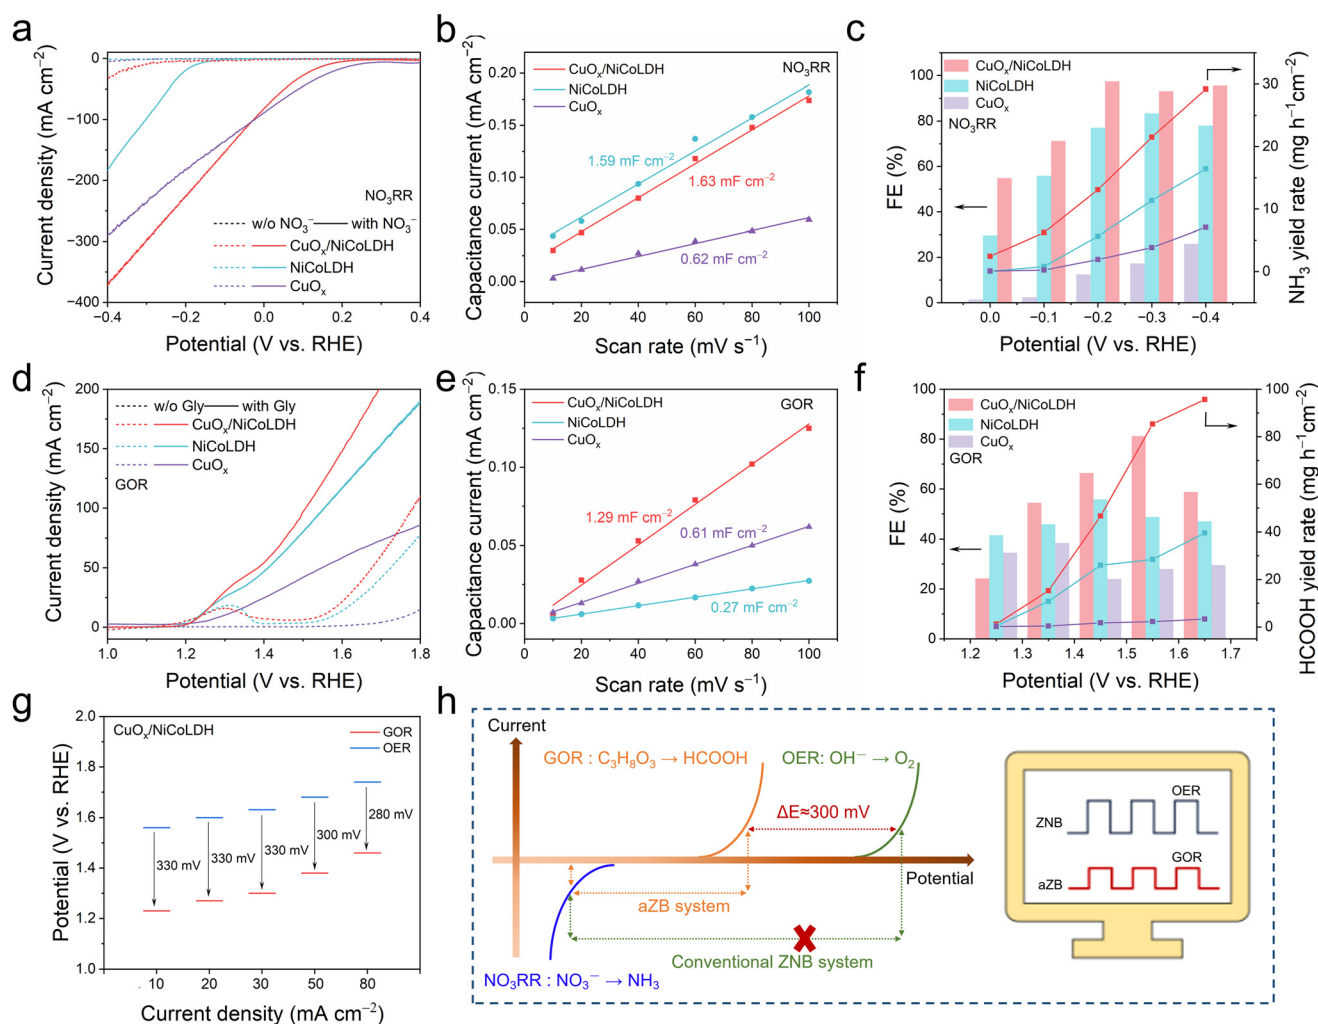 a
Current density (mA cm⁻²)
0
−100
−200
−300
−400
NO₃RR
w/o NO₃⁻ with NO₃⁻
CuOₓ/NiCoLDH
NiCoLDH
CuOₓ
−0.4 −0.2 0.0 0.2 0.4
Potential (V vs. RHE)
b
Capacitance current (mA cm⁻²)
0.20
0.15
0.10
0.05
0.00
CuOₓ/NiCoLDH
NiCoLDH
CuOₓ
NO₃RR
1.59 mF cm⁻²
1.63 mF cm⁻²
0.62 mF cm⁻²
0 20 40 60 80 100
Scan rate (mV s⁻¹)
c
FE (%)
100
80
60
40
20
0
CuOₓ/NiCoLDH
NiCoLDH
CuOₓ
NO₃RR
30
20
10
0
NH₃ yield rate (mg h⁻¹cm⁻²)
0.0 −0.1 −0.2 −0.3 −0.4
Potential (V vs. RHE)
d
Current density (mA cm⁻²)
200
150
100
50
0
w/o Gly with Gly
CuOₓ/NiCoLDH
NiCoLDH
CuOₓ
GOR
1.0 1.2 1.4 1.6 1.8
Potential (V vs. RHE)
e
Capacitance current (mA cm⁻²)
0.15
0.10
0.05
0.00
CuOₓ/NiCoLDH
NiCoLDH
CuOₓ
GOR
1.29 mF cm⁻²
0.61 mF cm⁻²
0.27 mF cm⁻²
0 20 40 60 80 100
Scan rate (mV s⁻¹)
f
FE (%)
100
80
60
40
20
0
CuOₓ/NiCoLDH
NiCoLDH
CuOₓ
GOR
100
80
60
40
20
0
HCOOH yield rate (mg h⁻¹cm⁻²)
1.2 1.3 1.4 1.5 1.6 1.7
Potential (V vs. RHE)
g
Potential (V vs. RHE)
2.0
1.8
1.6
1.4
1.2
1.0
CuOₓ/NiCoLDH
GOR
OER
330 mV
330 mV
330 mV
300 mV
280 mV
10 20 30 50 80
Current density (mA cm⁻²)
h
Current
GOR : C₃H₈O₃ → HCOOH
OER: OH⁻ → O₂
ΔE≈300 mV
Potential
aZB system
Conventional ZNB system
NO₃RR : NO₃⁻ → NH₃
OER
ZNB
GOR
aZB